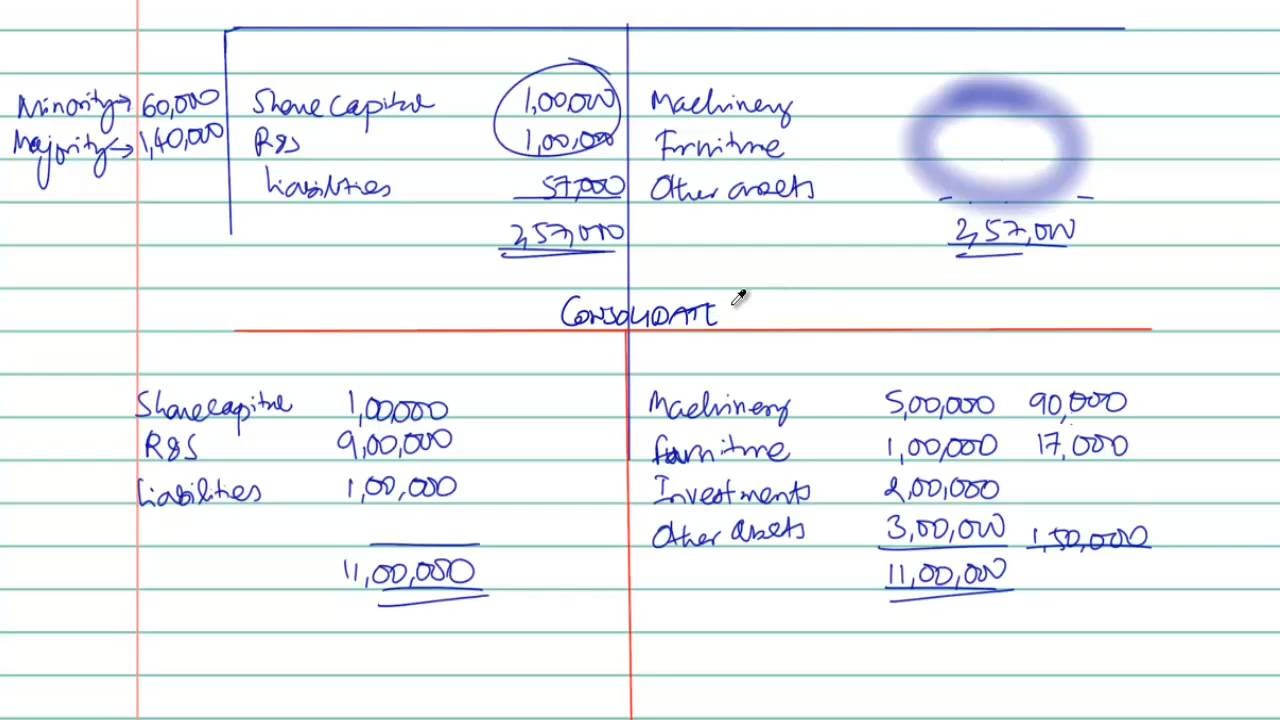 Minority→ 60,000 Share capital 1,00,000 Machinery
Majority→ 1,40,000 R&S 1,00,000 Furniture
Liabilities 57,000 Other assets
2,57,000 2,57,000
CONSOLIDATE
Share capital 1,00,000 Machinery 5,00,000 90,000
R&S 9,00,000 Furniture 1,00,000 17,000
Liabilities 1,00,000 Investments 2,00,000
Other assets 3,00,000 1,50,000
11,00,000 11,00,000